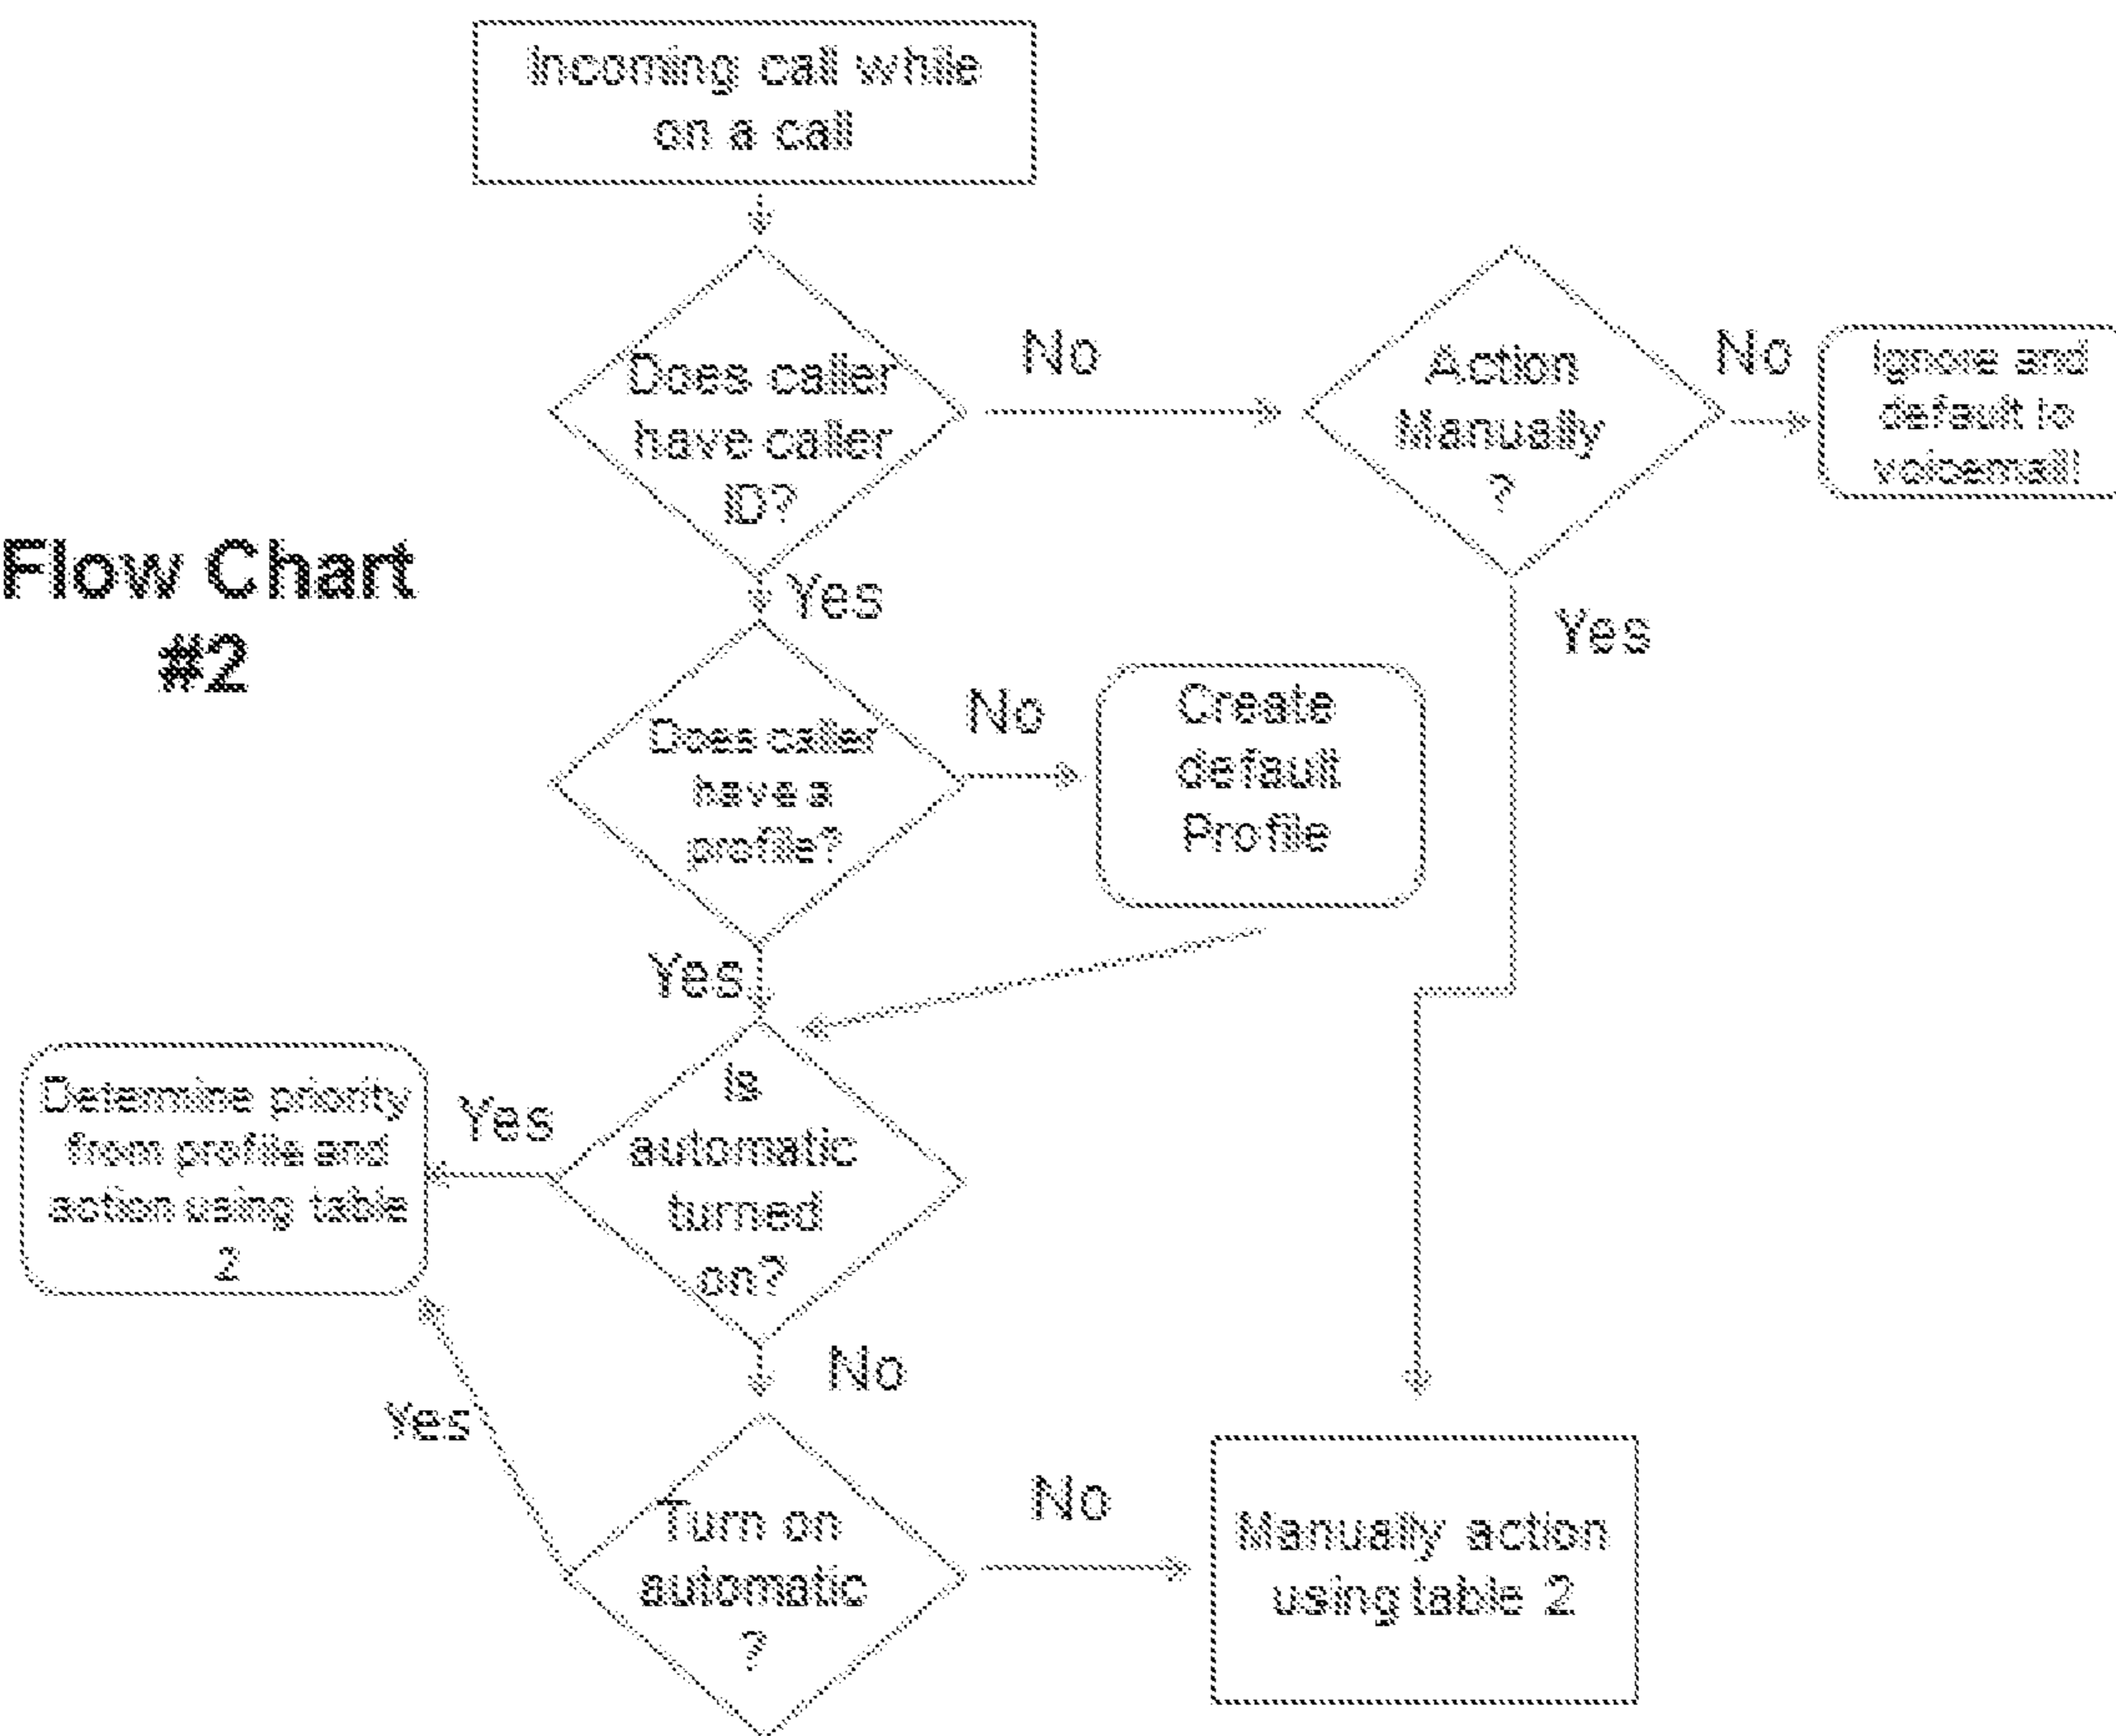 Incoming call while
on a call
Does caller
have caller
ID?
No
Action
Manually
?
No
Ignore and
default to
voicemail!
Yes
Yes
Flow Chart
#2
Does caller
have a
profile?
No
Create
default
Profile
Yes
Is
automatic
turned
on?
Yes
Determine priority
from profile and
action using table
2
No
Yes
Turn on
automatic
?
No
Manually action
using table 2